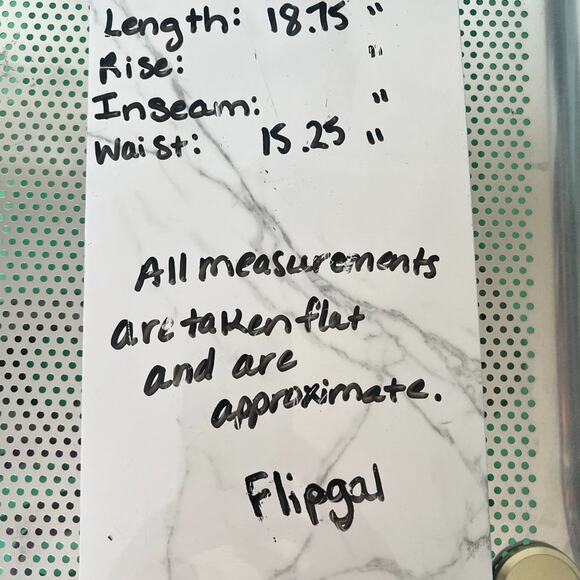 Length: 18.75 "
Rise: "
Inseam: "
Waist: 15.25 "
All measurements
are taken flat
and are
approximate.
Flipgal